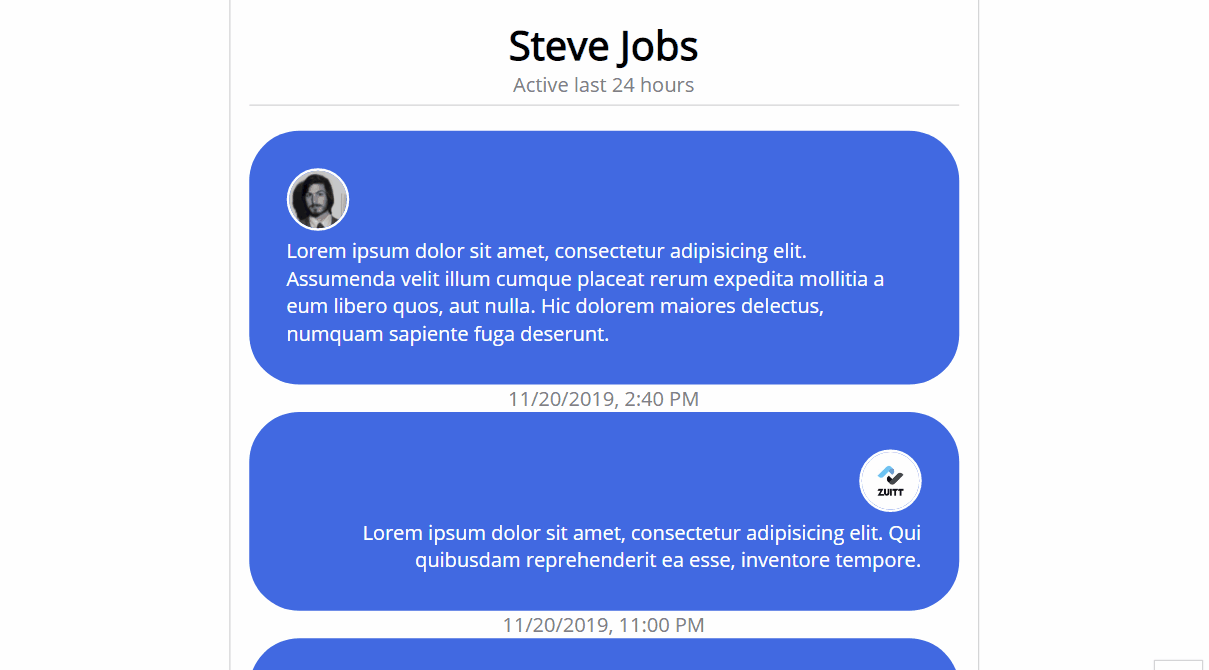 Steve Jobs
Active last 24 hours
Lorem ipsum dolor sit amet, consectetur adipisicing elit.
Assumenda velit illum cumque placeat rerum expedita mollitia a
eum libero quos, aut nulla. Hic dolorem maiores delectus,
numquam sapiente fuga deserunt.
11/20/2019, 2:40 PM
ZUITT
Lorem ipsum dolor sit amet, consectetur adipisicing elit. Qui
quibusdam reprehenderit ea esse, inventore tempore.
11/20/2019, 11:00 PM